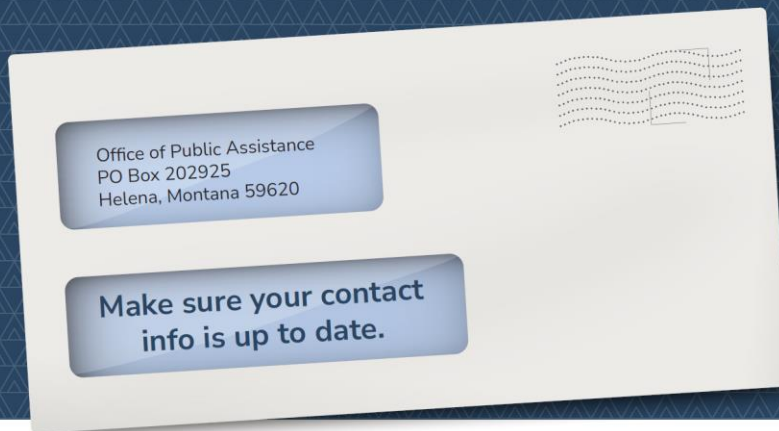 Office of Public Assistance
PO Box 202925
Helena, Montana 59620
Make sure your contact
info is up to date.